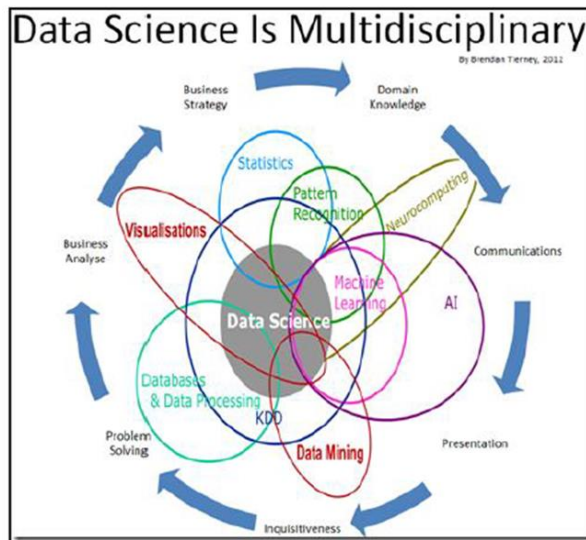 Data Science Is Multidisciplinary
By Brendan Tierney, 2012
Business
Strategy
Domain
Knowledge
Statistics
Pattern
Recognition
Neurocomputing
Visualisations
Business
Analyse
Communications
Machine
Learning
AI
Data Science
Databases
& Data Processing
KDD
Problem
Solving
Data Mining
Presentation
Inquisitiveness